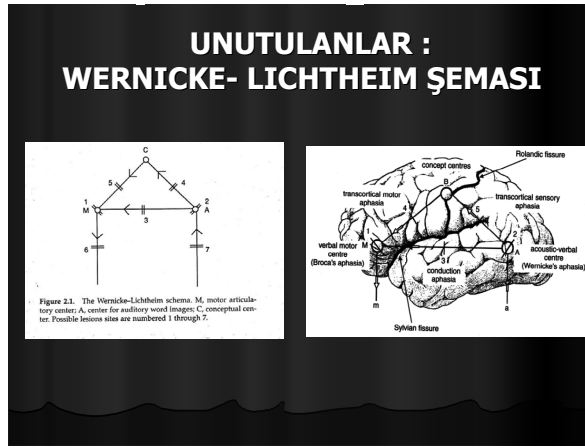 UNUTULANLAR :
WERNICKE- LICHTHEIM ŞEMASI
C
5
4
1
M
2
A
3
6
7
Figure 2.1. The Wernicke–Lichtheim schema. M, motor articula-
tory center; A, center for auditory word images; C, conceptual cen-
ter. Possible lesions sites are numbered 1 through 7.
Rolandic fissure
concept centres
B
transcortical motor
aphasia
transcortical sensory
aphasia
4
5
1
M
2
A
verbal motor
centre
(Broca's aphasia)
3
conduction
aphasia
acoustic-verbal
centre
(Wernicke's aphasia)
m
a
Sylvian fissure